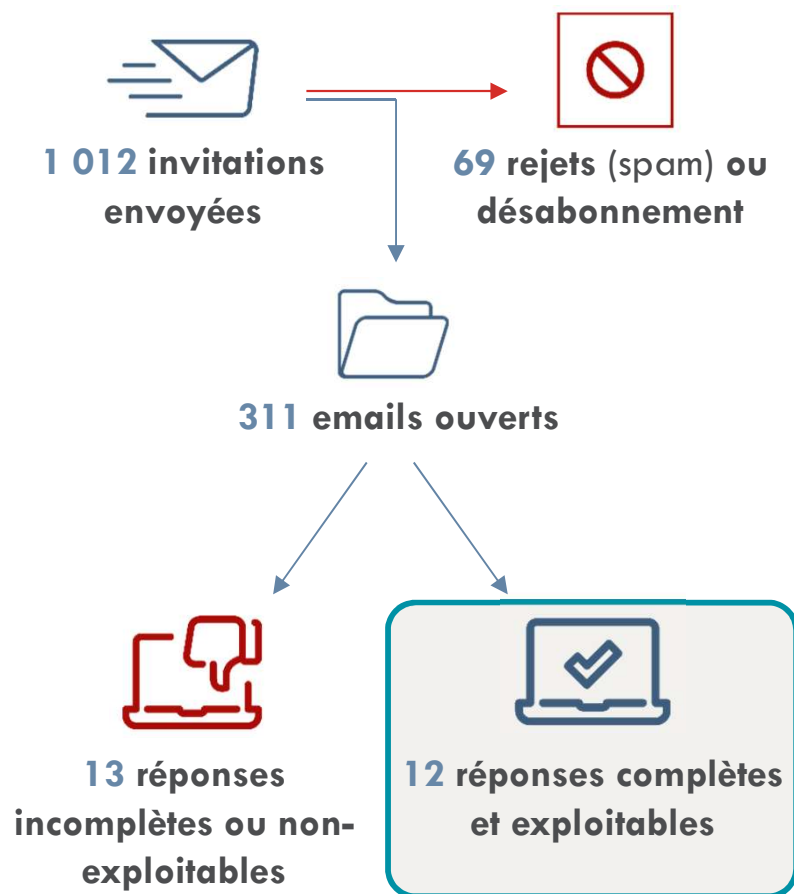 1 012 invitations
envoyées
69 rejets (spam) ou
désabonnement
311 emails ouverts
13 réponses
incomplètes ou non-
exploitables
12 réponses complètes
et exploitables